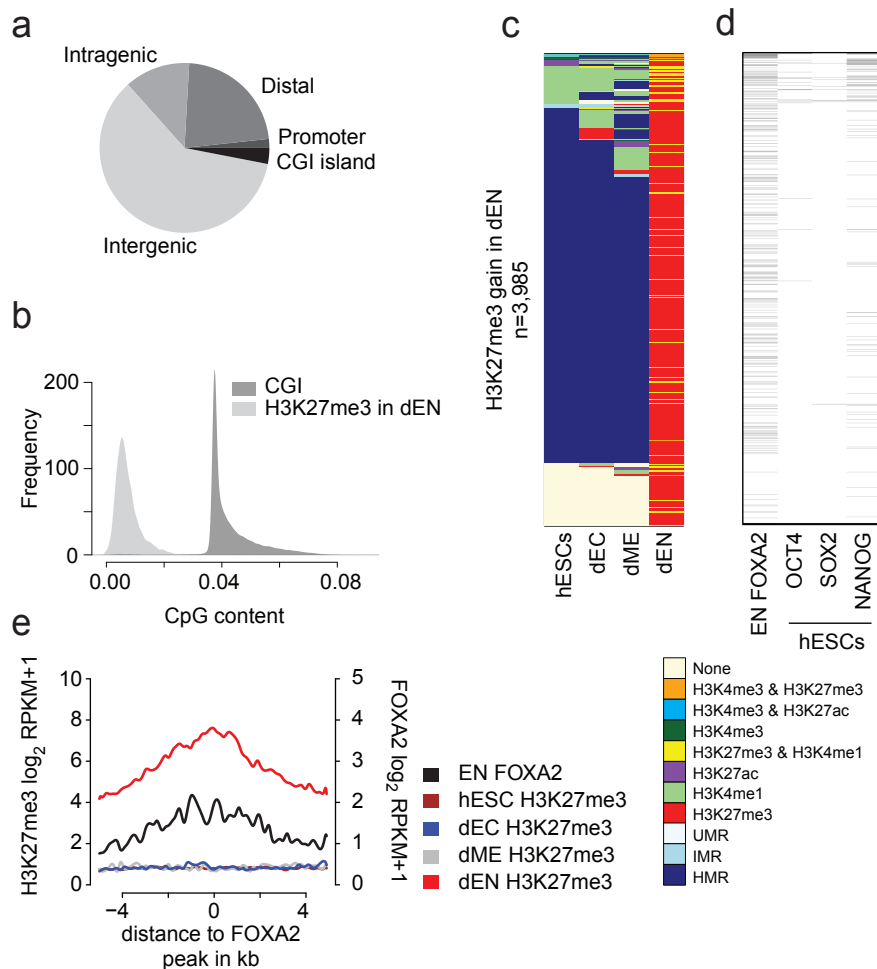 a
Intragenic
Distal
Promoter
CGI island
Intergenic
b
200
100
0
Frequency
CGI
H3K27me3 in dEN
0.00
0.04
0.08
CpG content
c
H3K27me3 gain in dEN
n=3,985
hESCs
dEC
dME
dEN
d
EN FOXA2
OCT4
SOX2
NANOG
hESCs
None
H3K4me3 & H3K27me3
H3K4me3 & H3K27ac
H3K4me3
H3K27me3 & H3K4me1
H3K27ac
H3K4me1
H3K27me3
UMR
IMR
HMR
e
H3K27me3 log2 RPKM+1
10
8
6
4
2
0
5
4
3
2
1
0
FOXA2 log2 RPKM+1
−4
0
4
distance to FOXA2
peak in kb
EN FOXA2
hESC H3K27me3
dEC H3K27me3
dME H3K27me3
dEN H3K27me3